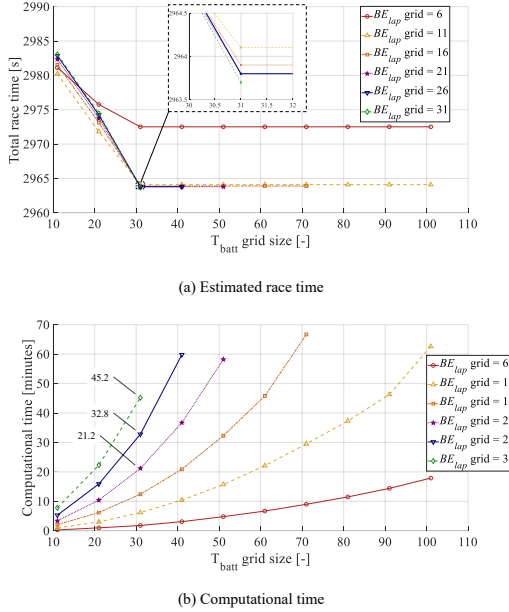 2990
2985
2980
2975
2970
2965
2960
Total race time [s]
2964.5
2964
2963.5
30 30.5 31 31.5 32
BE_lap grid = 6
BE_lap grid = 11
BE_lap grid = 16
BE_lap grid = 21
BE_lap grid = 26
BE_lap grid = 31
10 20 30 40 50 60 70 80 90 100 110
T_batt grid size [-]
(a) Estimated race time
70
60
50
40
30
20
10
0
Computational time [minutes]
45.2
32.8
21.2
BE_lap grid = 6
BE_lap grid = 1
BE_lap grid = 1
BE_lap grid = 2
BE_lap grid = 2
BE_lap grid = 3
10 20 30 40 50 60 70 80 90 100 110
T_batt grid size [-]
(b) Computational time